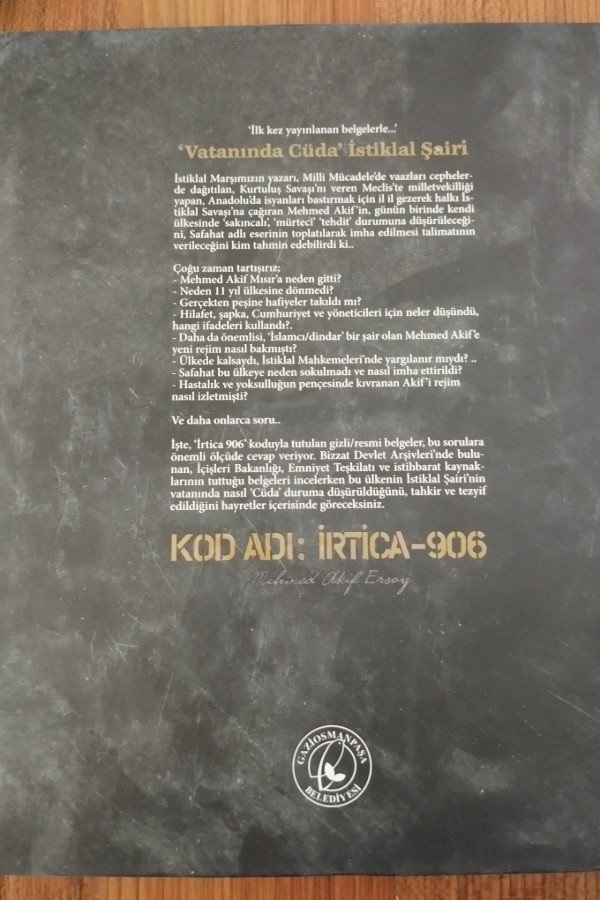 'İlk kez yayınlanan belgelerle..'
'Vatanında Cüda' İstiklal Şairi
İstiklal Marşımızın yazarı, Milli Mücadele'de vaazları cepheler-
de dağıtılan, Kurtuluş Savaşı'nı veren Meclis'te milletvekilliği
yapan, Anadolu'da isyanları bastırmak için il il gezerek halkı İs-
tiklal Savaşı'na çağıran Mehmed Akif'in, günün birinde kendi
ülkesinde 'sakıncalı', 'mürteci' 'tehdit' durumuna düşürüleceği-
ni, Safahat adlı eserinin toplatılarak imha edilmesi talimatının
verileceğini kim tahmin edebilirdi ki..
Çoğu zaman tartışırız;
- Mehmed Akif Mısır'a neden gitti?
- Neden 11 yıl ülkesine dönmedi?
- Gerçekten peşine hafiyeler takıldı mı?
- Hilafet, şapka, Cumhuriyet ve yöneticileri için neler düşündü,
hangi ifadeleri kullandı?.
- Daha da önemlisi, 'İslamcı/dindar' bir şair olan Mehmed Akif'e
yeni rejim nasıl bakmıştı?
- Ülkede kalsaydı, İstiklal Mahkemeleri'nde yargılanır mıydı? ..
- Safahat bu ülkeye neden sokulmadı ve nasıl imha ettirildi?
- Hastalık ve yoksulluğun pençesinde kıvranan Akif'i rejim
nasıl izletmişti?
Ve daha onlarca soru..
İşte, 'İrtica 906' koduyla tutulan gizli/resmi belgeler, bu sorulara
önemli ölçüde cevap veriyor. Bizzat Devlet Arşivleri'nde bulu-
nan, İçişleri Bakanlığı, Emniyet Teşkilatı ve istihbarat kaynak-
larının tuttuğu belgeleri incelerken bu ülkenin İstiklal Şairi'nin
vatanında nasıl 'Cüda' duruma düşürüldüğünü, tahkir ve tezyif
edildiğini hayretler içerisinde göreceksiniz.
KOD ADI: İRTİCA-906
Mehmed Akif Ersoy
GAZİOSMANPAŞA
BELEDİYESİ